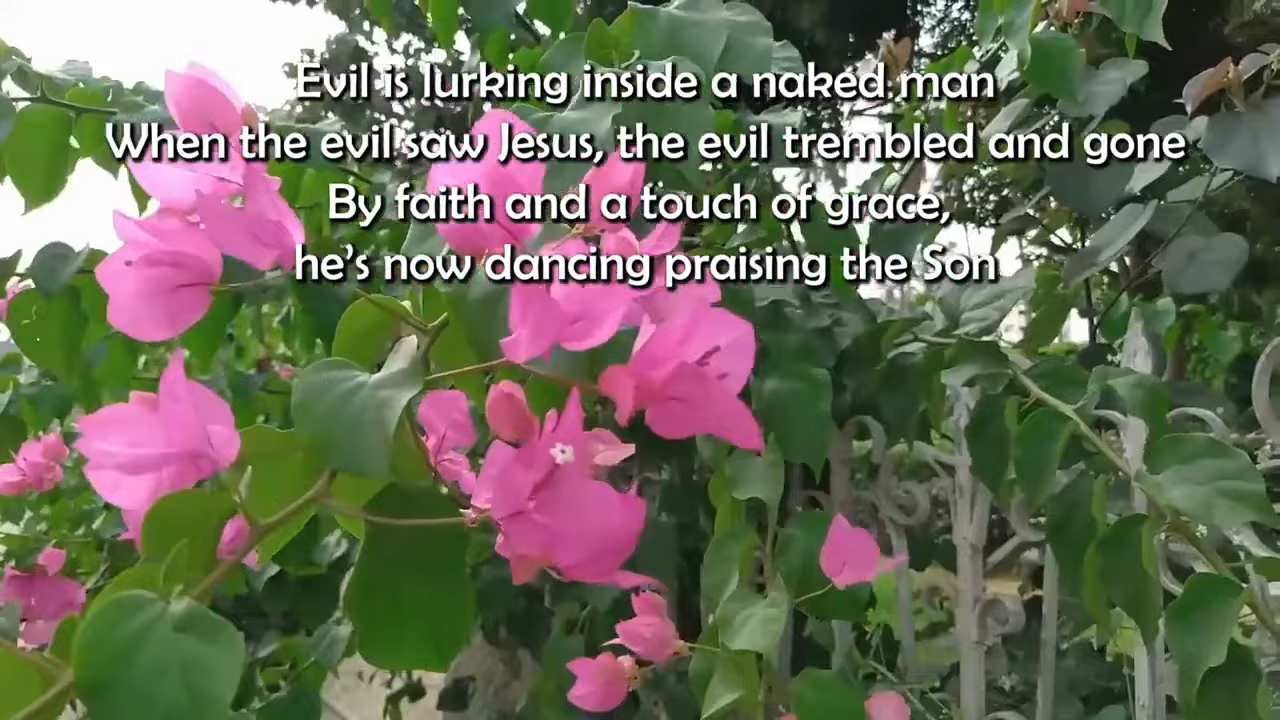 Evil is lurking inside a naked man
When the evil saw Jesus, the evil trembled and gone
By faith and a touch of grace,
he's now dancing praising the Son